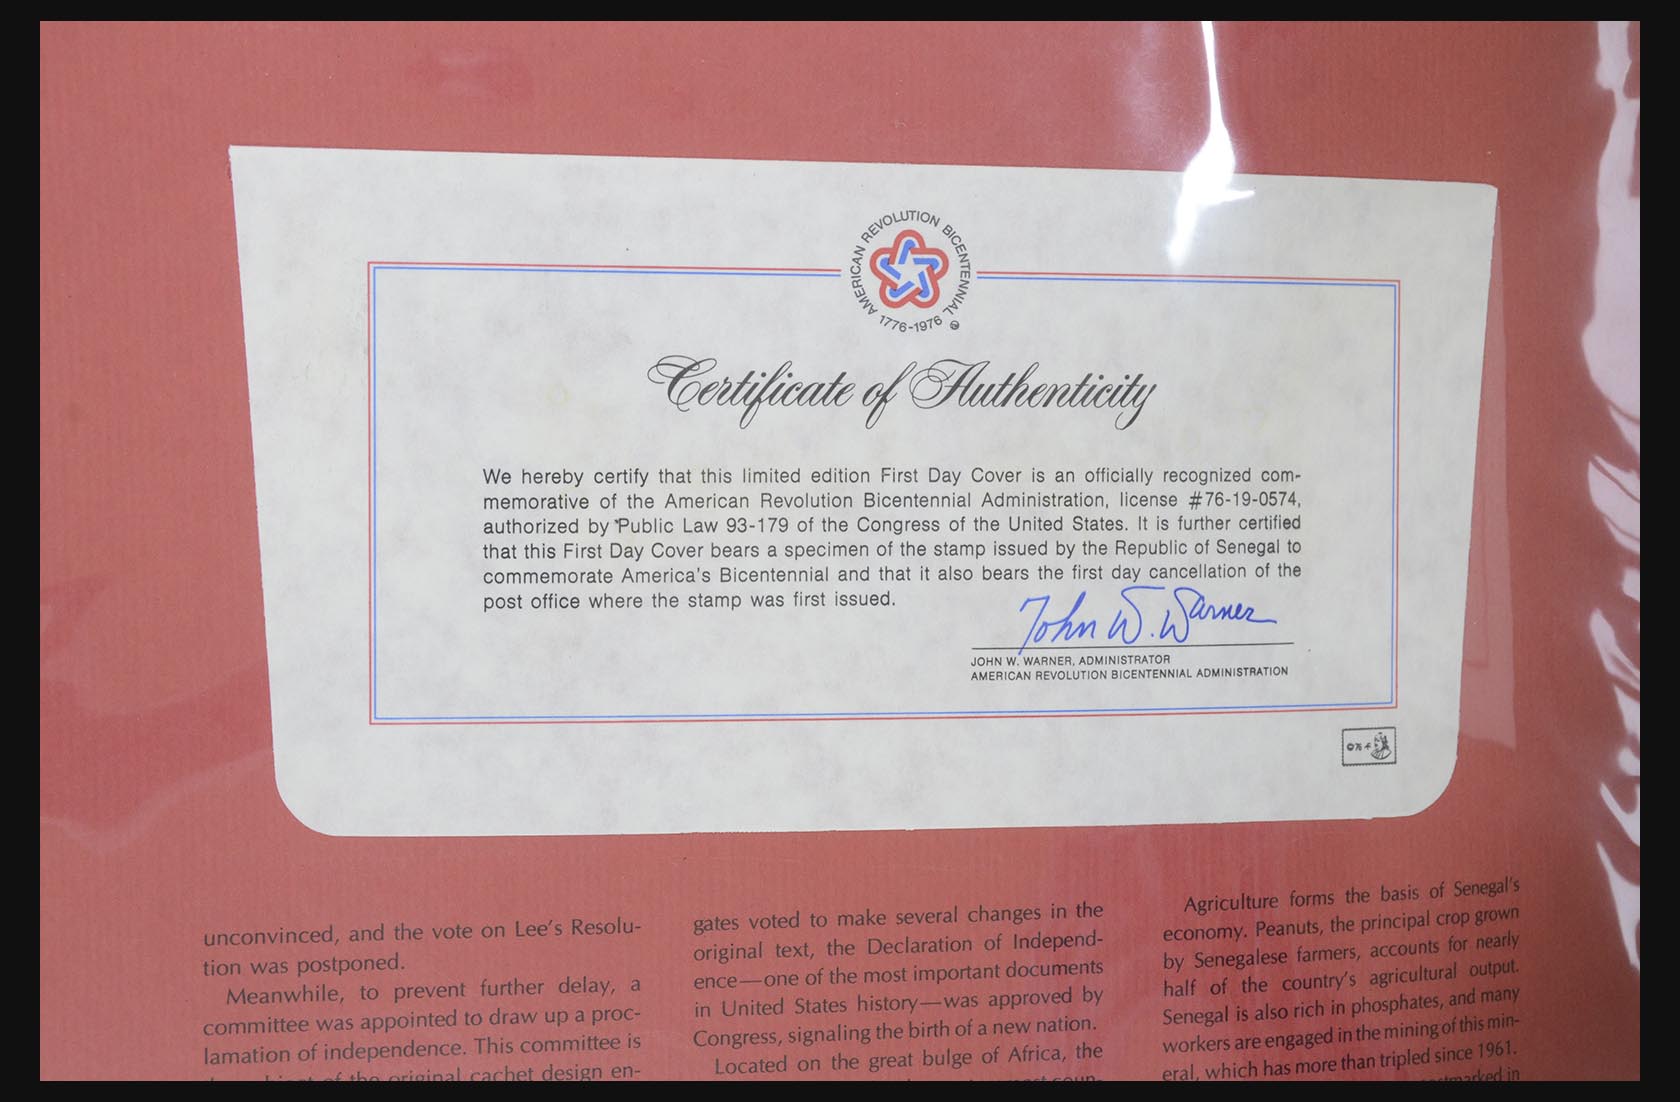 AMERICAN REVOLUTION BICENTENNIAL
1776-1976
Certificate of Authenticity
We hereby certify that this limited edition First Day Cover is an officially recognized com-
memorative of the American Revolution Bicentennial Administration, license #76-19-0574,
authorized by Public Law 93-179 of the Congress of the United States. It is further certified
that this First Day Cover bears a specimen of the stamp issued by the Republic of Senegal to
commemorate America's Bicentennial and that it also bears the first day cancellation of the
post office where the stamp was first issued.
John W. Warner
JOHN W. WARNER, ADMINISTRATOR
AMERICAN REVOLUTION BICENTENNIAL ADMINISTRATION
unconvinced, and the vote on Lee's Resolu-
tion was postponed.
Meanwhile, to prevent further delay, a
committee was appointed to draw up a proc-
lamation of independence. This committee is
of the original cachet design en-
gates voted to make several changes in the
original text, the Declaration of Independ-
ence—one of the most important documents
in United States history—was approved by
Congress, signaling the birth of a new nation.
Located on the great bulge of Africa, the
Agriculture forms the basis of Senegal's
economy. Peanuts, the principal crop grown
by Senegalese farmers, accounts for nearly
half of the country's agricultural output.
Senegal is also rich in phosphates, and many
workers are engaged in the mining of this min-
eral, which has more than tripled since 1961.